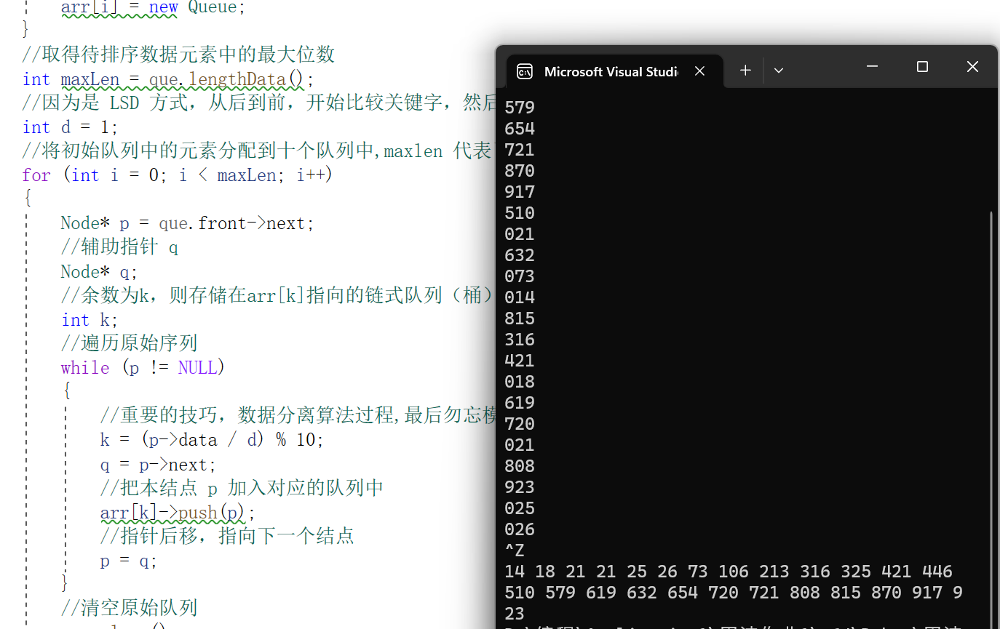 arr[i] = new Queue;
}
//取得待排序数据元素中的最大位数
int maxLen = que.lengthData();
//因为是 LSD 方式，从后到前，开始比较关键字，然后
int d = 1;
//将初始队列中的元素分配到十个队列中,maxlen 代表
for (int i = 0; i < maxLen; i++)
{
Node* p = que.front->next;
//辅助指针 q
Node* q;
//余数为k，则存储在arr[k]指向的链式队列（桶）
int k;
//遍历原始序列
while (p != NULL)
{
//重要的技巧，数据分离算法过程,最后勿忘模
k = (p->data / d) % 10;
q = p->next;
//把本结点 p 加入对应的队列中
arr[k]->push(p);
//指针后移，指向下一个结点
p = q;
}
//清空原始队列
Microsoft Visual Studi
579
654
721
870
917
510
021
632
073
014
815
316
421
018
619
720
021
808
923
025
026
^Z
14 18 21 21 25 26 73 106 213 316 325 421 446
510 579 619 632 654 720 721 808 815 870 917 9
23